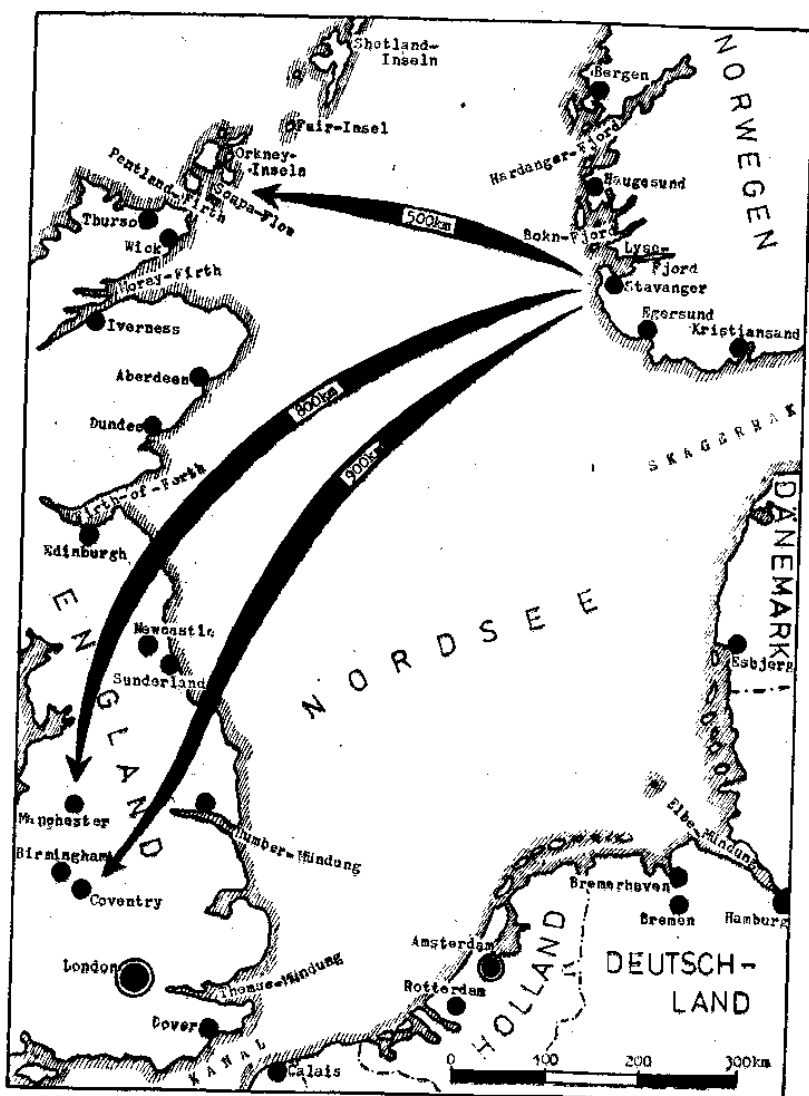 Shotland-
Inseln
Bergen
NORWEGEN
Fair-Insel
Hardanger-Fjord
Orkney-
Inseln
Pentland-Firth
Scapa-Flow
Haugesund
Thurso
Wick
500km
Bokn-Fjord
Lyse-
Fjord
Stavanger
Moray-Firth
Iverness
Egersund
Kristiansand
Aberdeen
800km
Dundee
900km
SKAGERRAK
Firth-of-Forth
Edinburgh
DÄNEMARK
ENGLAND
NORDSEE
Newcastle
Sunderland
Esbjerg
Manchester
Humber-Mündung
Elbe-Mündung
Birmingham
Coventry
Bremerhaven
Bremen
Hamburg
Amsterdam
HOLLAND
DEUTSCH-
LAND
London
Themse-Mündung
Rotterdam
Dover
KANAL
Calais
0 100 200 300km